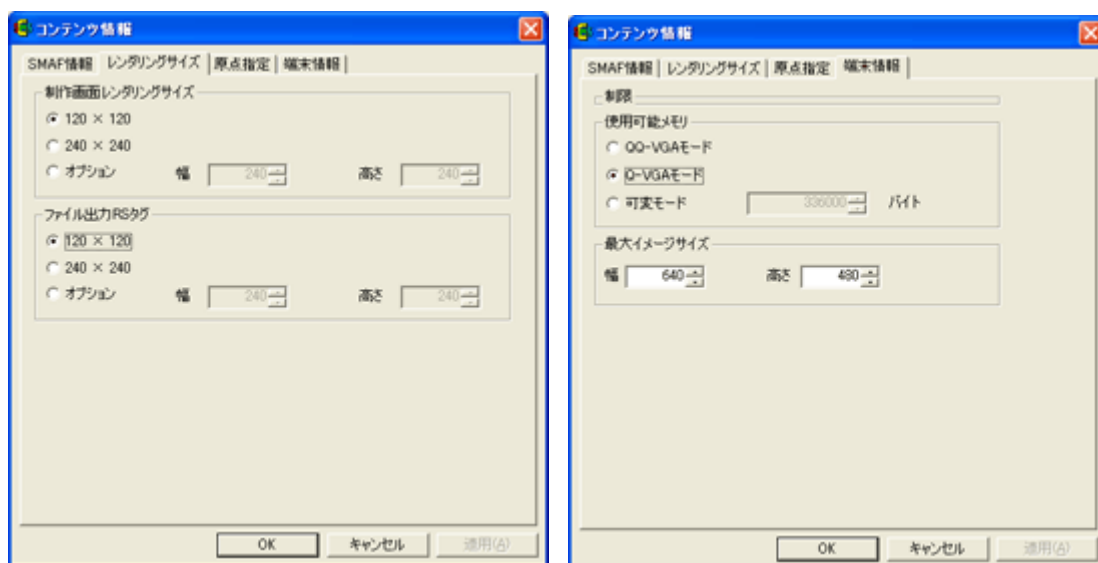 コンテンツ情報
SMAF情報 レンダリングサイズ 原点指定 端末情報
制作画面レンダリングサイズ
120 × 120
240 × 240
オプション 幅 240 高さ 240
ファイル出力RSタグ
120 × 120
240 × 240
オプション 幅 240 高さ 240
OK キャンセル 適用(A)
コンテンツ情報
SMAF情報 レンダリングサイズ 原点指定 端末情報
制限
使用可能メモリ
QQ-VGAモード
Q-VGAモード
可変モード 336000 バイト
最大イメージサイズ
幅 640 高さ 480
OK キャンセル 適用(A)